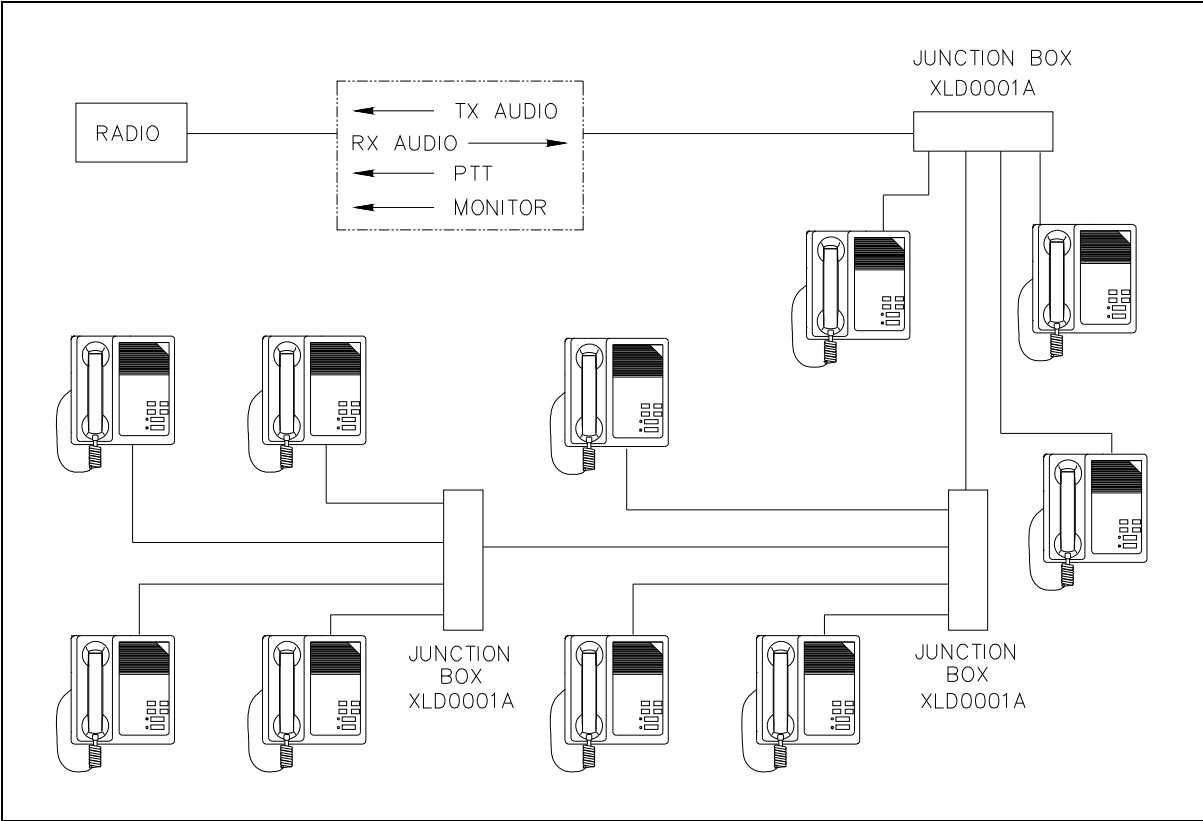 JUNCTION BOX
XLD0001A
RADIO
TX AUDIO
RX AUDIO
PTT
MONITOR
JUNCTION
BOX
XLD0001A
JUNCTION
BOX
XLD0001A